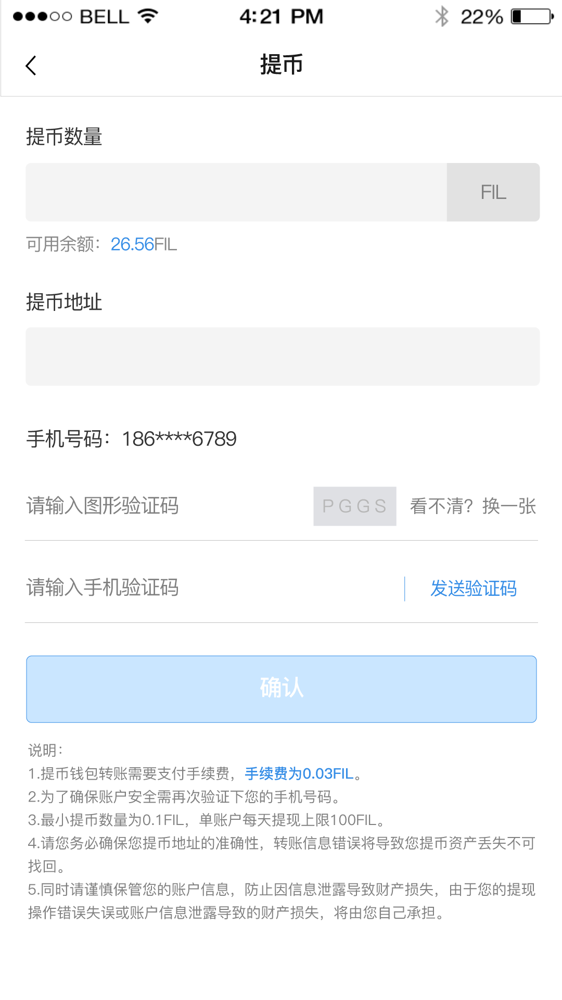 BELL 4:21 PM 22%
提币
提币数量
FIL
可用余额：26.56FIL
提币地址
手机号码：186****6789
请输入图形验证码 PGGS 看不清？换一张
请输入手机验证码 发送验证码
确认
说明：
1.提币钱包转账需要支付手续费，手续费为0.03FIL。
2.为了确保账户安全需再次验证下您的手机号码。
3.最小提币数量为0.1FIL，单账户每天提现上限100FIL。
4.请您务必确保您提币地址的准确性，转账信息错误将导致您提币资产丢失不可
找回。
5.同时请谨慎保管您的账户信息，防止因信息泄露导致财产损失，由于您的提现
操作错误失误或账户信息泄露导致的财产损失，将由您自己承担。